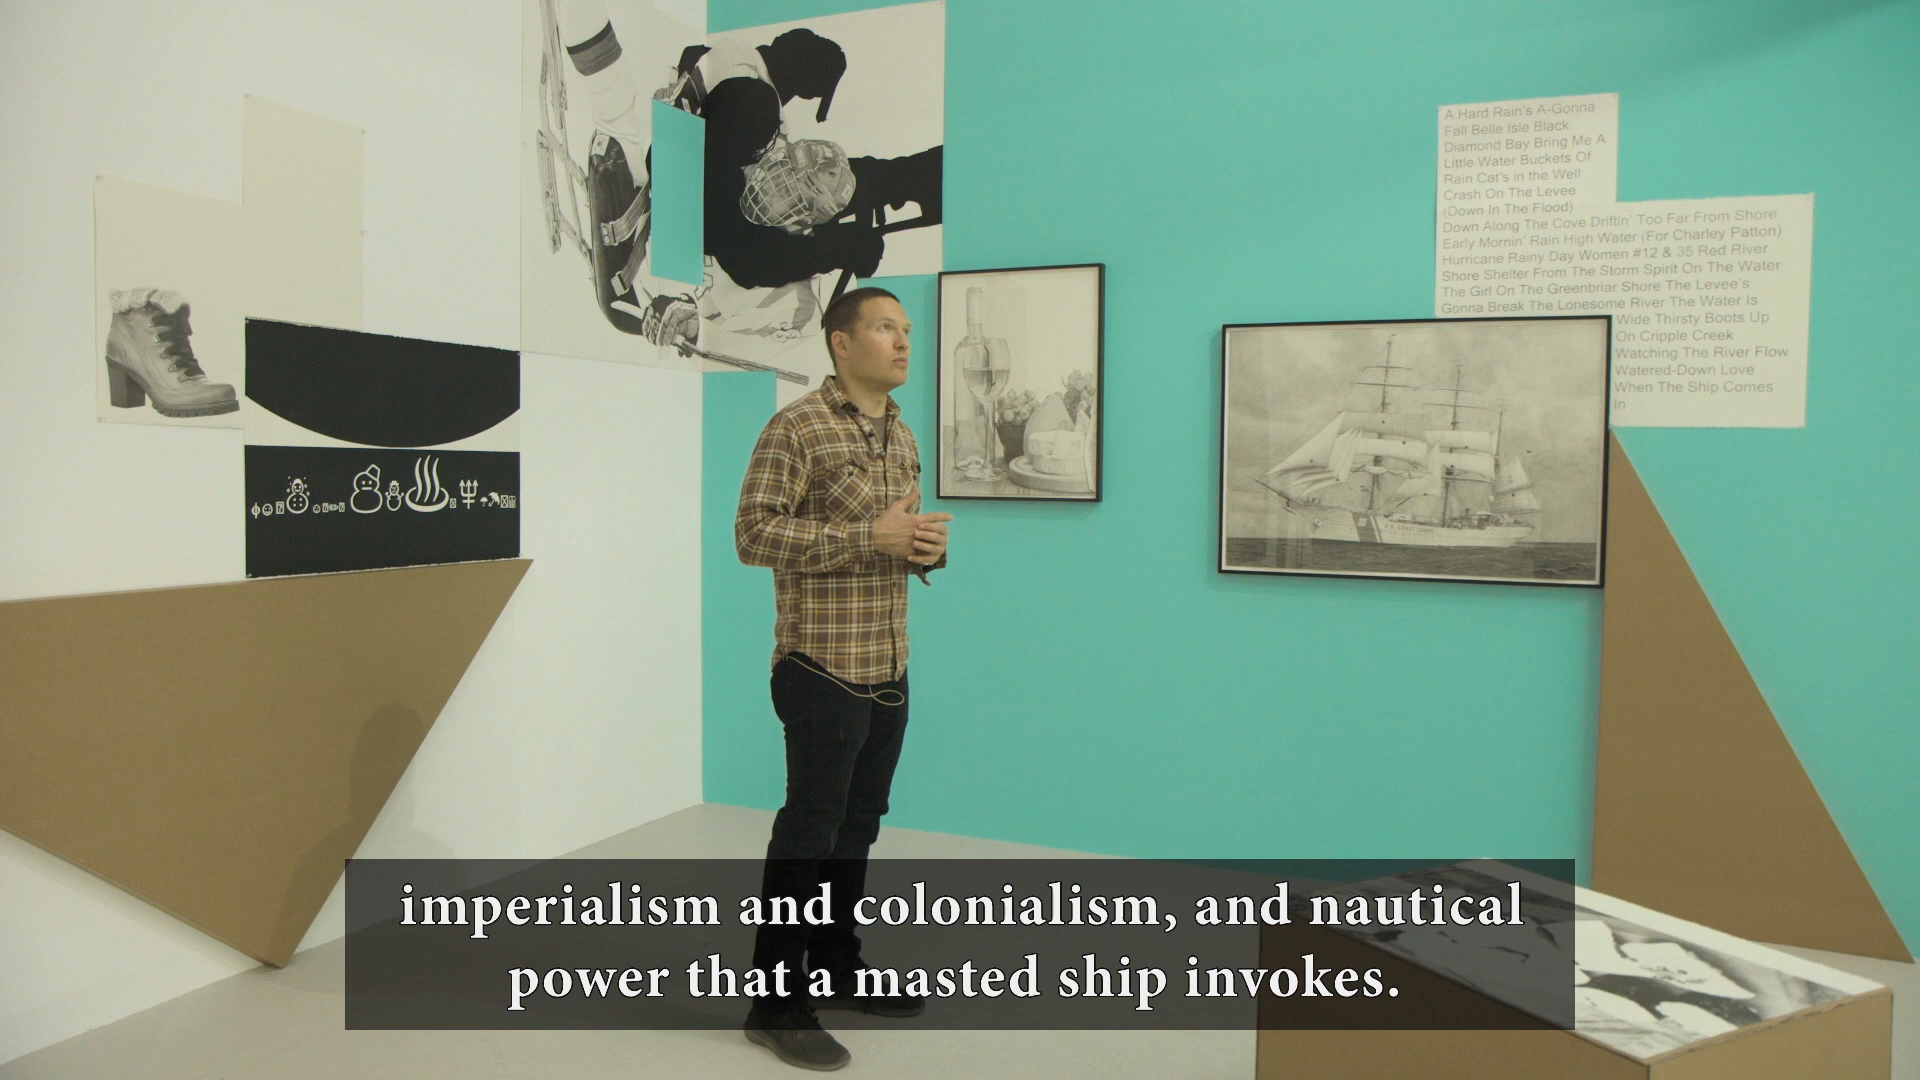 A Hard Rain's A-Gonna
Fall Belle Isle Black
Diamond Bay Bring Me A
Little Water Buckets Of
Rain Cat's in the Well
Crash On The Levee
(Down In The Flood)
Down Along The Cove Driftin' Too Far From Shore
Early Mornin' Rain High Water (For Charley Patton)
Hurricane Rainy Day Women #12 & 35 Red River
Shore Shelter From The Storm Spirit On The Water
The Girl On The Greenbriar Shore The Levee's
Gonna Break The Lonesome River The Water Is
Wide Thirsty Boots Up
On Cripple Creek
Watching The River Flow
Watered-Down Love
When The Ship Comes
In
U.S. COAST GUARD
imperialism and colonialism, and nautical
power that a masted ship invokes.